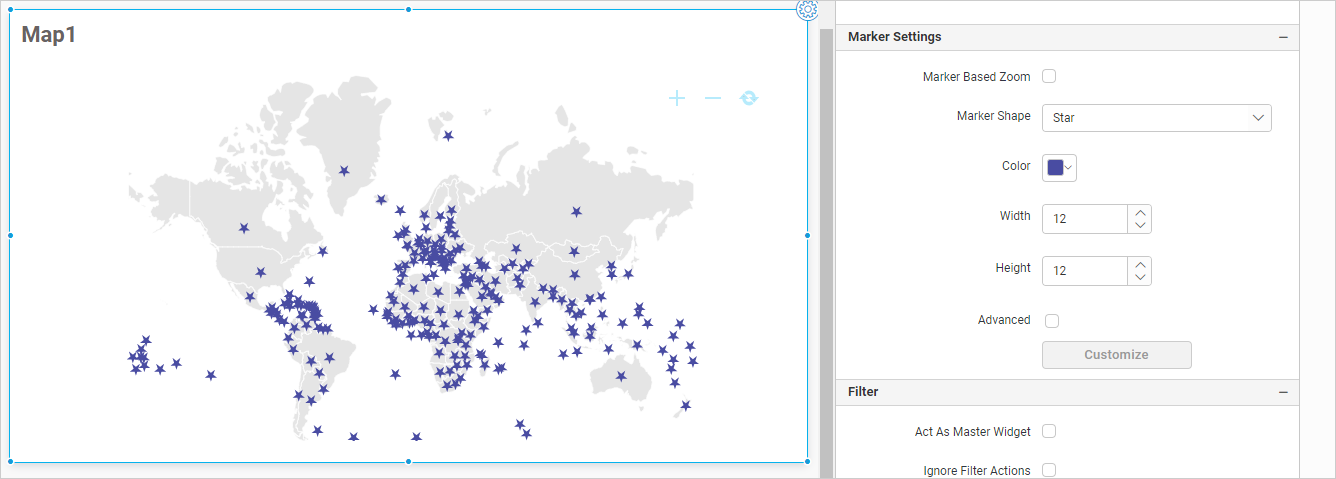 Map1
Marker Settings
Marker Based Zoom
Marker Shape
Star
Color
Width
12
Height
12
Advanced
Customize
Filter
Act As Master Widget
Ignore Filter Actions